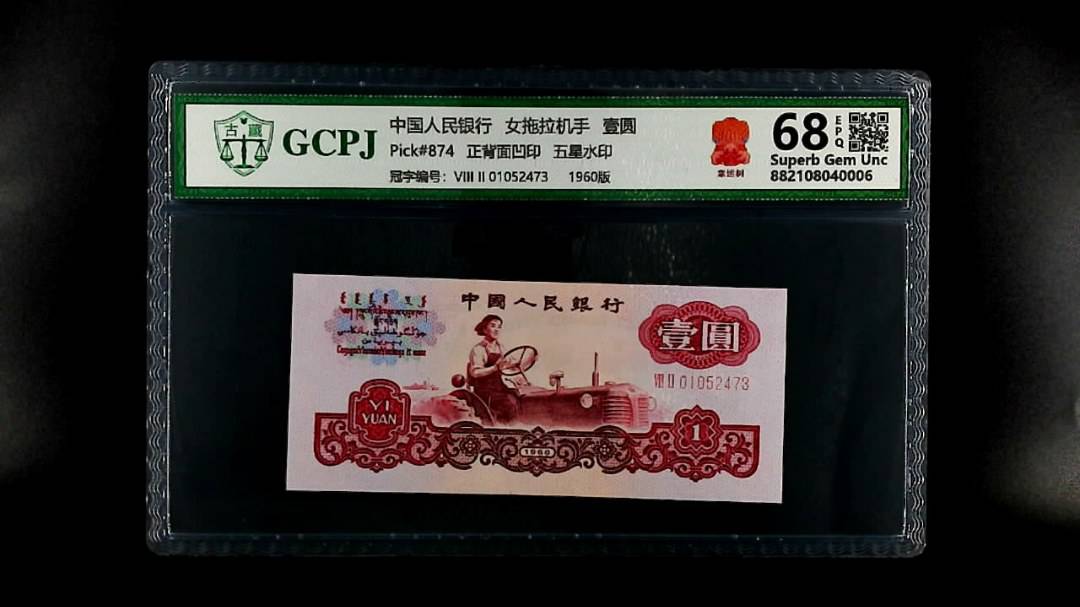 古 藏
GCPJ
中国人民银行 女拖拉机手 壹圆
Pick#874 正背面凹印 五星水印
冠字编号: VIII II 01052473 1960版
68 EPQ
Superb Gem Unc
882108040006
中國人民銀行
壹圓
VIII II 01052473
YI
YUAN
1960
1